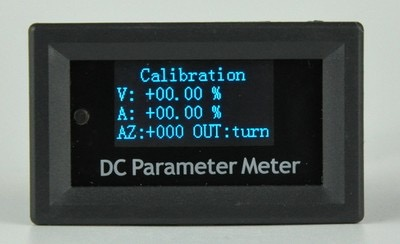 Calibration
V: +00.00 %
A: +00.00 %
AZ:+000 OUT:turn
DC Parameter Meter